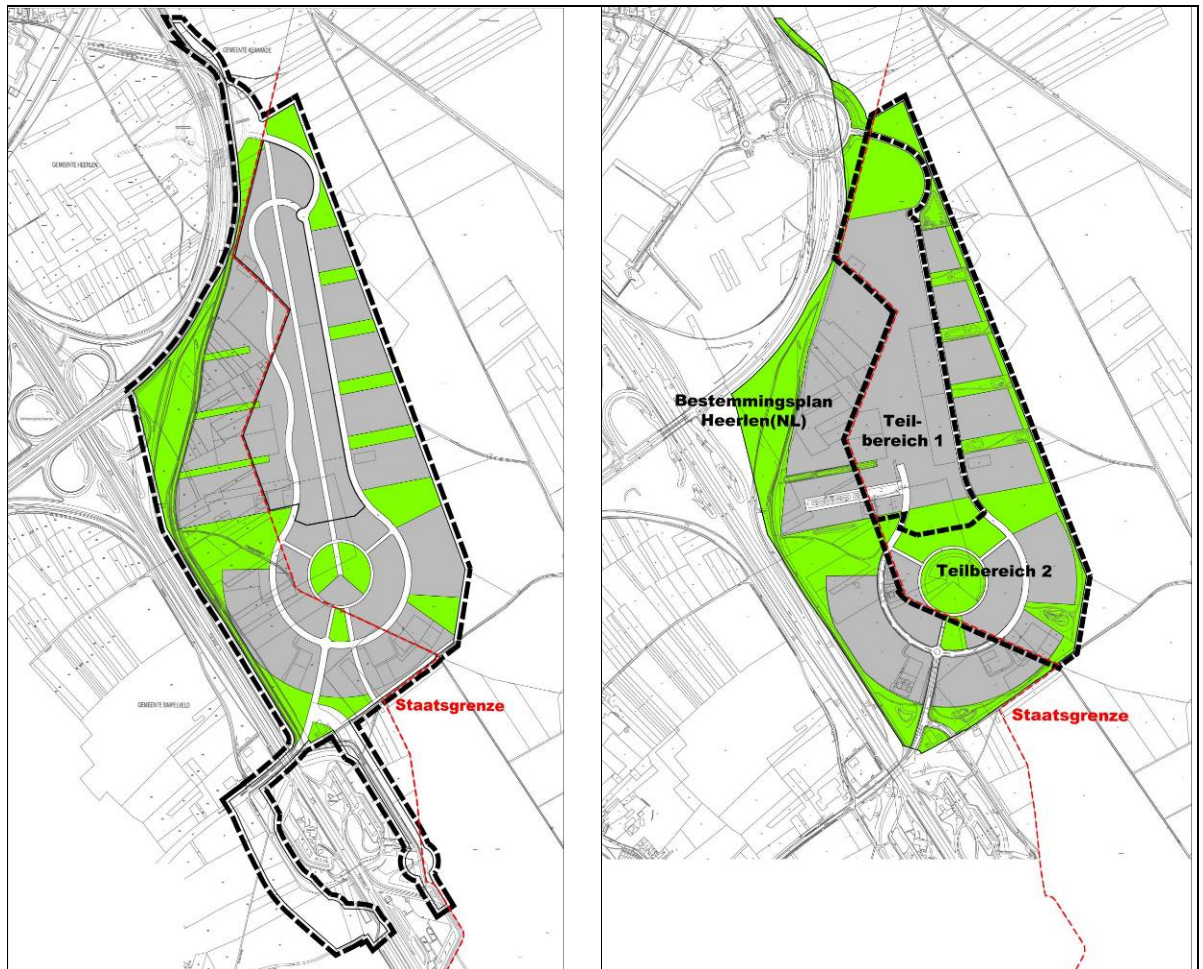 GEMEENTE KERKRADE
GEMEENTE HEERLEN
GEMEENTE SIMPELVELD
Staatsgrenze
Bestemmingsplan
Heerlen(NL)
Teil-
bereich 1
Teilbereich 2
Staatsgrenze